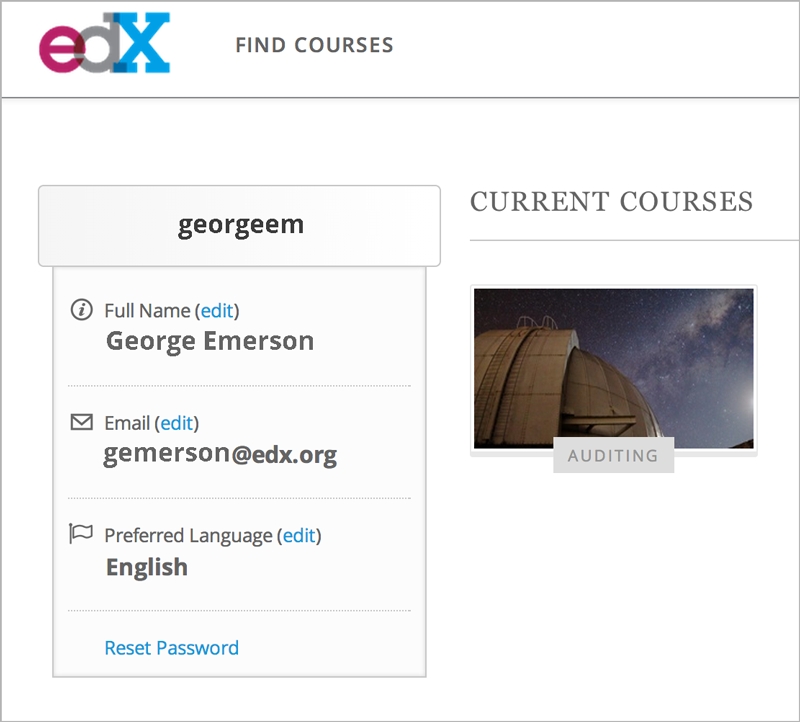 edX
FIND COURSES
georgeem
Full Name (edit)
George Emerson
Email (edit)
gemerson@edx.org
Preferred Language (edit)
English
Reset Password
CURRENT COURSES
AUDITING